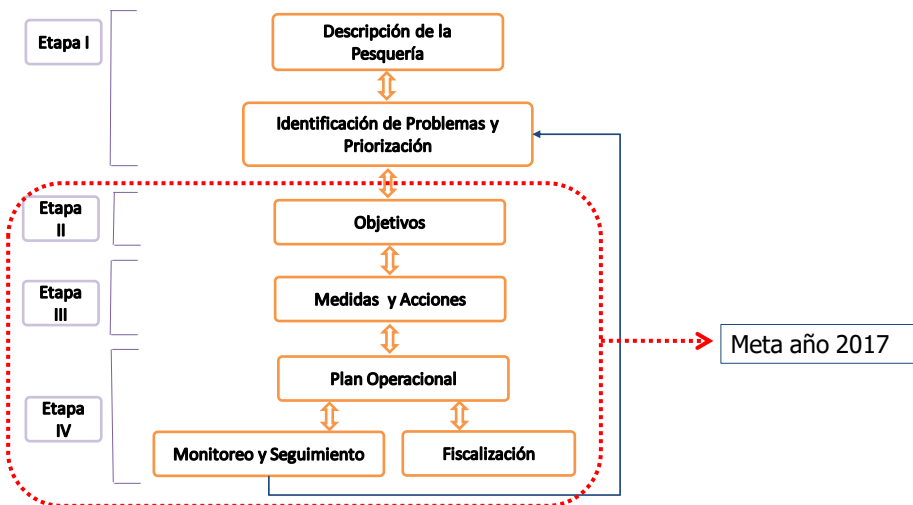 Etapa I
Descripción de la
Pesquería
Identificación de Problemas y
Priorización
Etapa
II
Objetivos
Etapa
III
Medidas y Acciones
Meta año 2017
Plan Operacional
Etapa
IV
Monitoreo y Seguimiento
Fiscalización